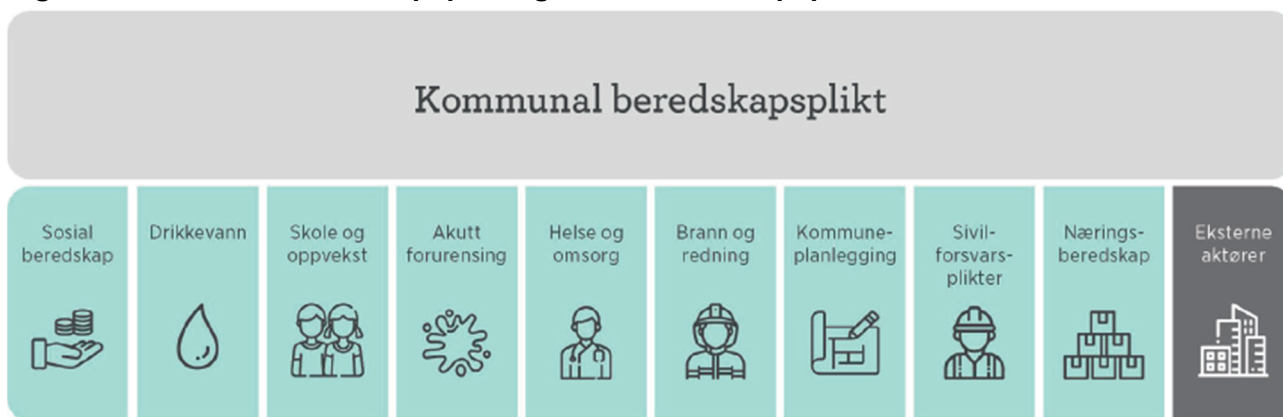 Kommunal beredskapsplikt
Sosial
beredskap
Drikkevann
Skole og
oppvekst
Akutt
forurensing
Helse og
omsorg
Brann og
redning
Kommune-
planlegging
Sivil-
forsvars-
plikter
Nærings-
beredskap
Eksterne
aktører